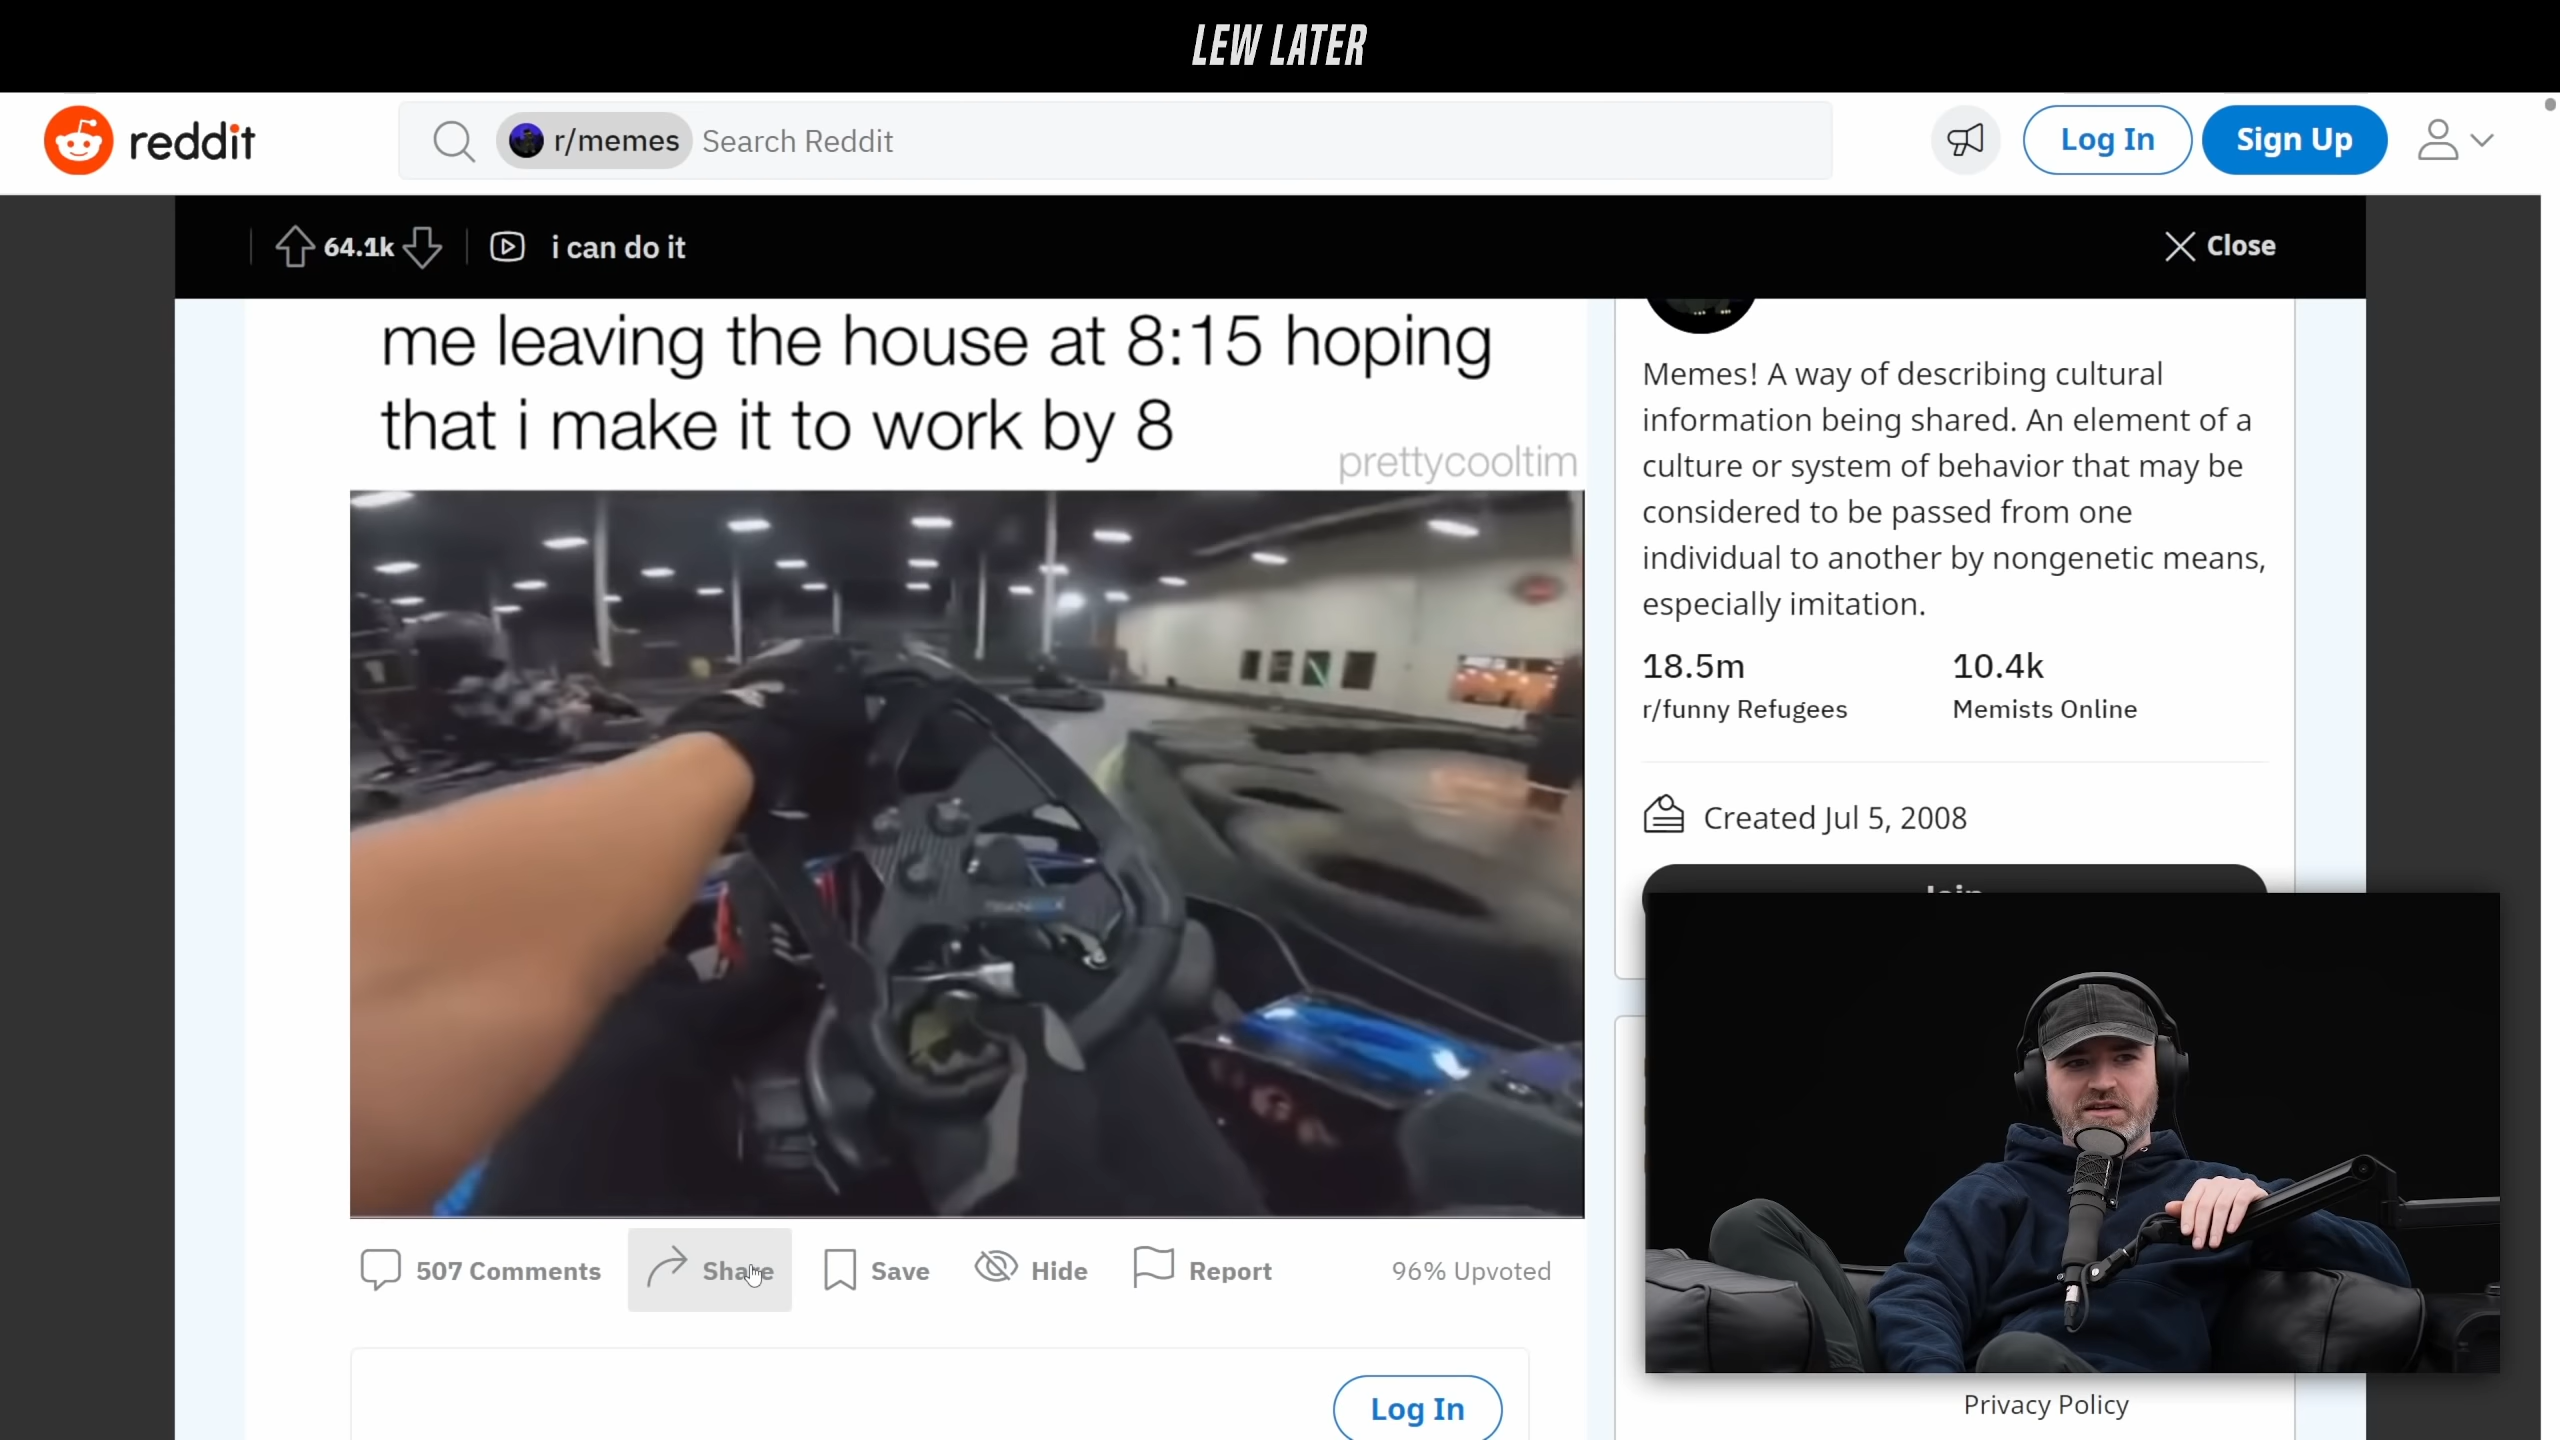 LEW LATER
reddit
r/memes Search Reddit
Log In
Sign Up
64.1k
i can do it
Close
me leaving the house at 8:15 hoping
that i make it to work by 8
prettycooltim
Memes! A way of describing cultural
information being shared. An element of a
culture or system of behavior that may be
considered to be passed from one
individual to another by nongenetic means,
especially imitation.
18.5m
r/funny Refugees
10.4k
Memists Online
Created Jul 5, 2008
Join
507 Comments
Share
Save
Hide
Report
96% Upvoted
Log In
Privacy Policy